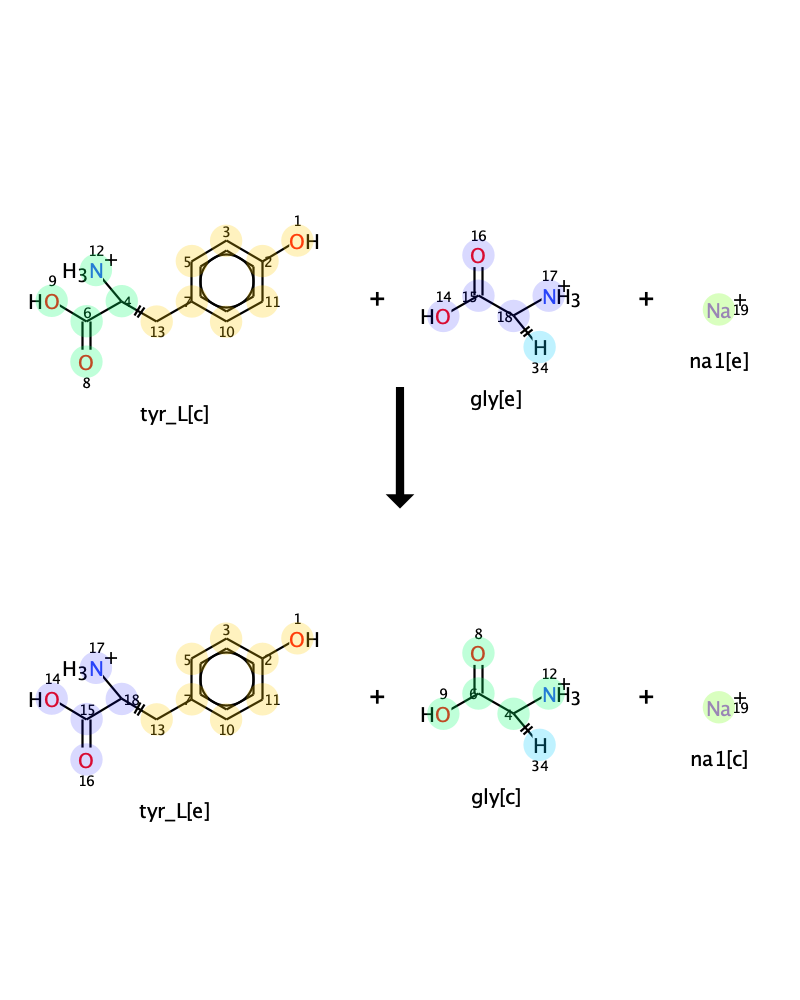 16
1
3
OH
2
5
12
H3N+
O
17
NH3+
9
HO
4
7
11
6
14
HO
15
18
+
+
Na+
19
13
10
O
8
H
34
na1[e]
gly[e]
tyr_L[c]
1
3
OH
2
8
O
5
17
H3N+
12
NH3+
14
HO
18
7
11
15
9
HO
6
4
+
+
Na+
19
13
10
O
16
H
34
na1[c]
gly[c]
tyr_L[e]